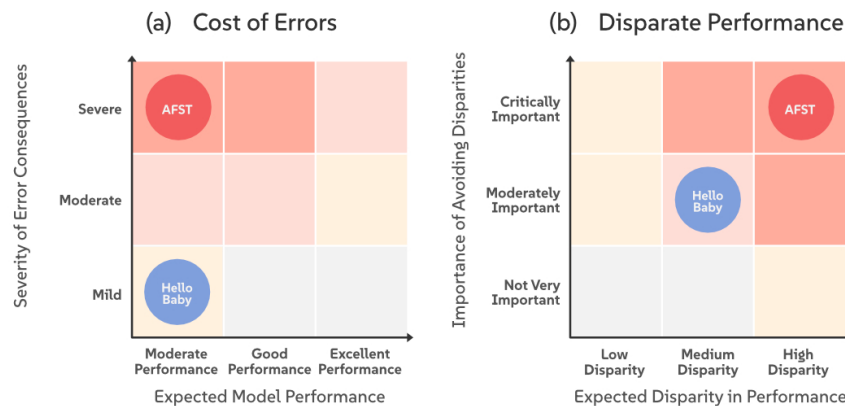 (a) Cost of Errors
Severity of Error Consequences
Severe
Moderate
Mild
AFST
Hello
Baby
Moderate
Performance
Good
Performance
Excellent
Performance
Expected Model Performance
(b) Disparate Performance
Importance of Avoiding Disparities
Critically
Important
Moderately
Important
Not Very
Important
AFST
Hello
Baby
Low
Disparity
Medium
Disparity
High
Disparity
Expected Disparity in Performance